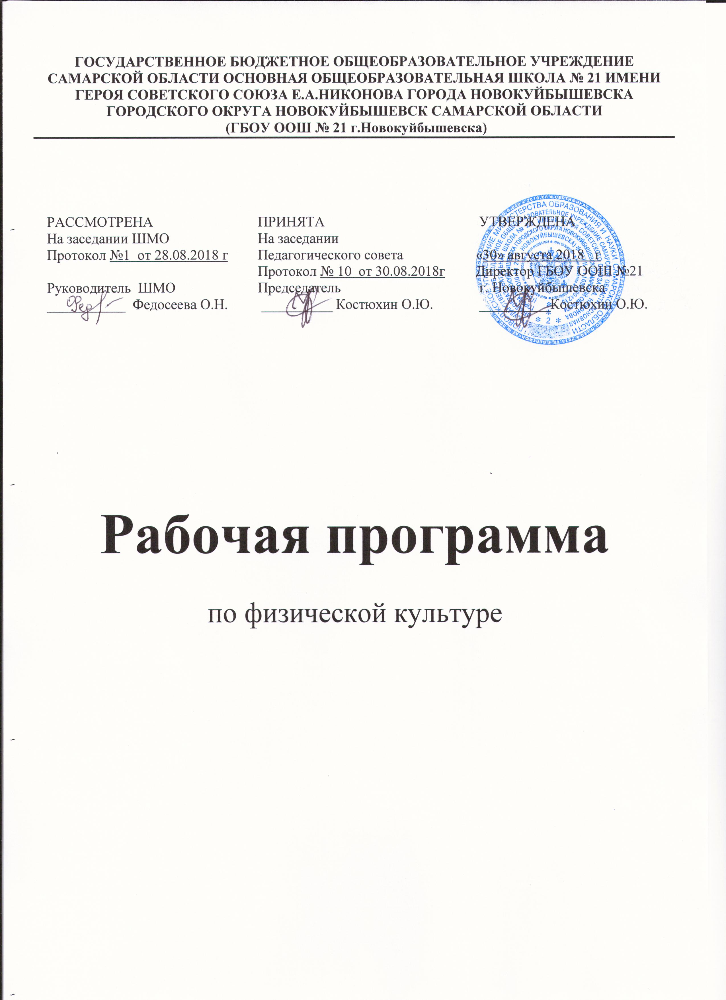 ГОСУДАРСТВЕННОЕ БЮДЖЕТНОЕ ОБЩЕОБРАЗОВАТЕЛЬНОЕ УЧРЕЖДЕНИЕ
САМАРСКОЙ ОБЛАСТИ ОСНОВНАЯ ОБЩЕОБРАЗОВАТЕЛЬНАЯ ШКОЛА № 21 ИМЕНИ
ГЕРОЯ СОВЕТСКОГО СОЮЗА Е.А.НИКОНОВА ГОРОДА НОВОКУЙБЫШЕВСКА
ГОРОДСКОГО ОКРУГА НОВОКУЙБЫШЕВСК САМАРСКОЙ ОБЛАСТИ
(ГБОУ ООШ № 21 г.Новокуйбышевска)
РАССМОТРЕНА
На заседании ШМО
Протокол №1 от 28.08.2018 г
Руководитель ШМО
Федосеева О.Н.
ПРИНЯТА
На заседании
Педагогического совета
Протокол № 10 от 30.08.2018г
Председатель
Костюхин О.Ю.
УТВЕРЖДЕНА
«30» августа 2018 г
Директор ГБОУ ООШ №21
г. Новокуйбышевска
Костюхин О.Ю.
Рабочая программа
по физической культуре